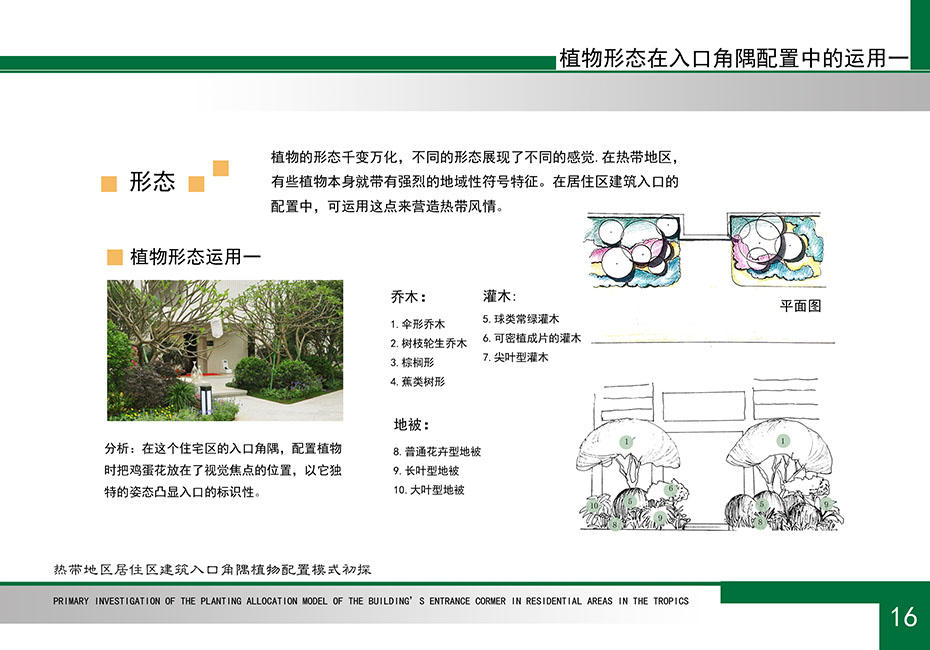 植物形态在入口角隅配置中的运用一
形态
植物的形态千变万化，不同的形态展现了不同的感觉.在热带地区，
有些植物本身就带有强烈的地域性符号特征。在居住区建筑入口的
配置中，可运用这点来营造热带风情。
植物形态运用一
平面图
乔木：
1.伞形乔木
2.树枝轮生乔木
3.棕榈形
4.蕉类树形
灌木：
5.球类常绿灌木
6.可密植成片的灌木
7.尖叶型灌木
地被：
8.普通花卉型地被
9.长叶型地被
10.大叶型地被
分析：在这个住宅区的入口角隅，配置植物
时把鸡蛋花放在了视觉焦点的位置，以它独
特的姿态凸显入口的标识性。
1
1
6
5
10
9
8
5
9
8
热带地区居住区建筑入口角隅植物配置模式初探
PRIMARY INVESTIGATION OF THE PLANTING ALLOCATION MODEL OF THE BUILDING'S ENTRANCE CORMER IN RESIDENTIAL AREAS IN THE TROPICS
16